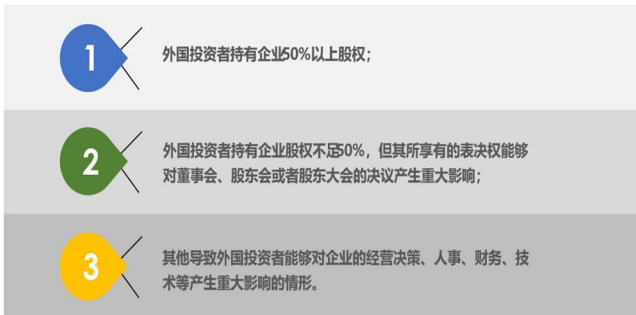 1
外国投资者持有企业50%以上股权；
2
外国投资者持有企业股权不足50%，但其所享有的表决权能够
对董事会、股东会或者股东大会的决议产生重大影响；
3
其他导致外国投资者能够对企业的经营决策、人事、财务、技
术等产生重大影响的情形。